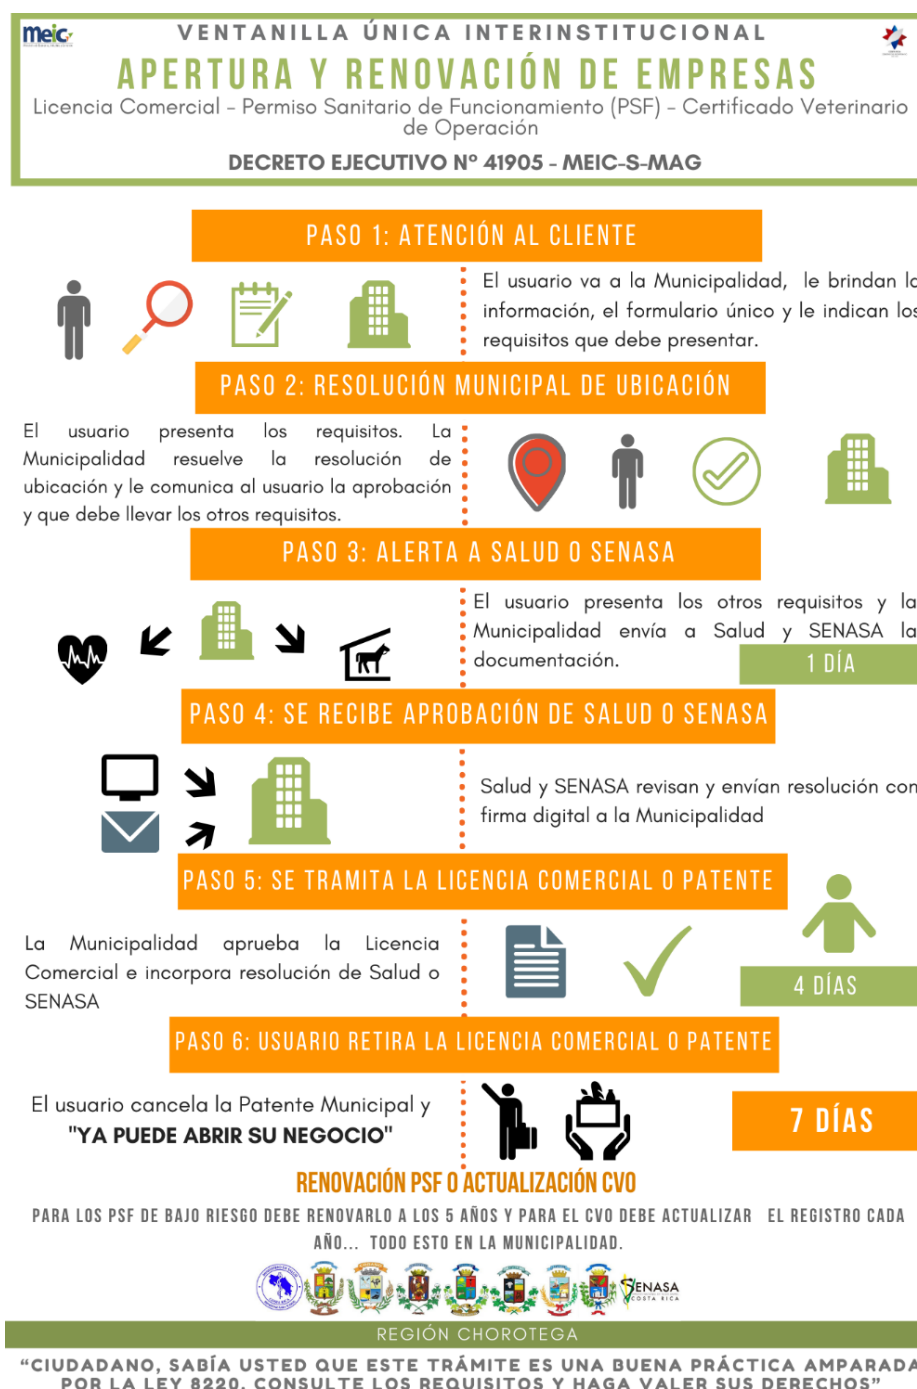 meic
VENTANILLA ÚNICA INTERINSTITUCIONAL
APERTURA Y RENOVACIÓN DE EMPRESAS
Licencia Comercial - Permiso Sanitario de Funcionamiento (PSF) - Certificado Veterinario
de Operación
DECRETO EJECUTIVO Nº 41905 - MEIC-S-MAG
PASO 1: ATENCIÓN AL CLIENTE
El usuario va a la Municipalidad, le brindan la
información, el formulario único y le indican los
requisitos que debe presentar.
PASO 2: RESOLUCIÓN MUNICIPAL DE UBICACIÓN
El usuario presenta los requisitos. La
Municipalidad resuelve la resolución de
ubicación y le comunica al usuario la aprobación
y que debe llevar los otros requisitos.
PASO 3: ALERTA A SALUD O SENASA
El usuario presenta los otros requisitos y la
Municipalidad envía a Salud y SENASA la
documentación.
1 DÍA
PASO 4: SE RECIBE APROBACIÓN DE SALUD O SENASA
Salud y SENASA revisan y envían resolución con
firma digital a la Municipalidad
PASO 5: SE TRAMITA LA LICENCIA COMERCIAL O PATENTE
La Municipalidad aprueba la Licencia
Comercial e incorpora resolución de Salud o
SENASA
4 DÍAS
PASO 6: USUARIO RETIRA LA LICENCIA COMERCIAL O PATENTE
El usuario cancela la Patente Municipal y
"YA PUEDE ABRIR SU NEGOCIO"
7 DÍAS
RENOVACIÓN PSF O ACTUALIZACIÓN CVO
PARA LOS PSF DE BAJO RIESGO DEBE RENOVARLO A LOS 5 AÑOS Y PARA EL CVO DEBE ACTUALIZAR EL REGISTRO CADA
AÑO... TODO ESTO EN LA MUNICIPALIDAD.
SENASA
COSTA RICA
REGIÓN CHOROTEGA
“CIUDADANO, SABÍA USTED QUE ESTE TRÁMITE ES UNA BUENA PRÁCTICA AMPARADA
POR LA LEY 8220. CONSULTE LOS REQUISITOS Y HAGA VALER SUS DERECHOS”